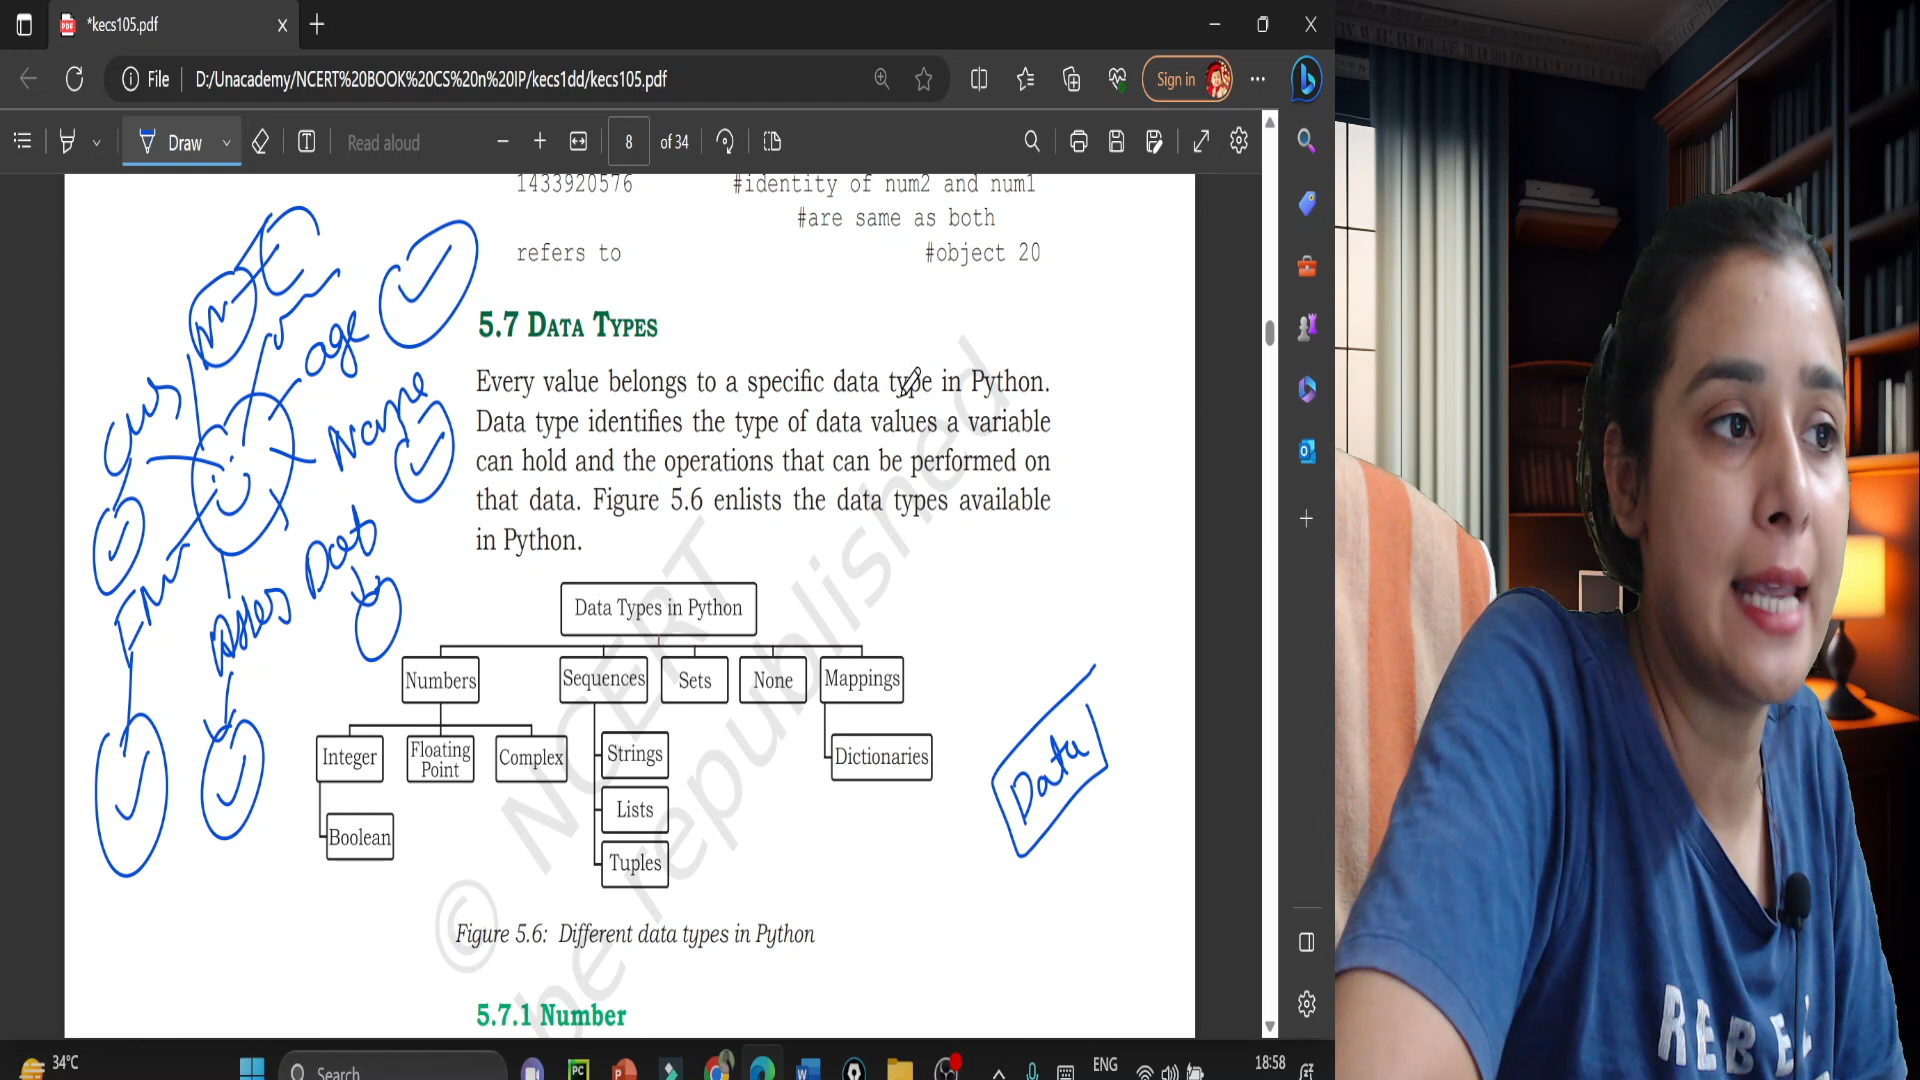 *kecs105.pdf
File D:/Unacademy/NCERT%20BOOK%20CS%20n%20IP/kecs1dd/kecs105.pdf
Sign in
Draw
Read aloud
8 of 34
1433920576 #identity of num2 and num1
#are same as both
refers to #object 20
5.7 DATA TYPES
Every value belongs to a specific data type in Python.
Data type identifies the type of data values a variable
can hold and the operations that can be performed on
that data. Figure 5.6 enlists the data types available
in Python.
age
Name
Data Types in Python
Numbers Sequences Sets None Mappings
Integer Floating Point Complex Strings Dictionaries
Lists
Boolean
Tuples
Data
Figure 5.6: Different data types in Python
5.7.1 Number
© NCERT
be republished
REBEL
34°C
Search
ENG
18:58